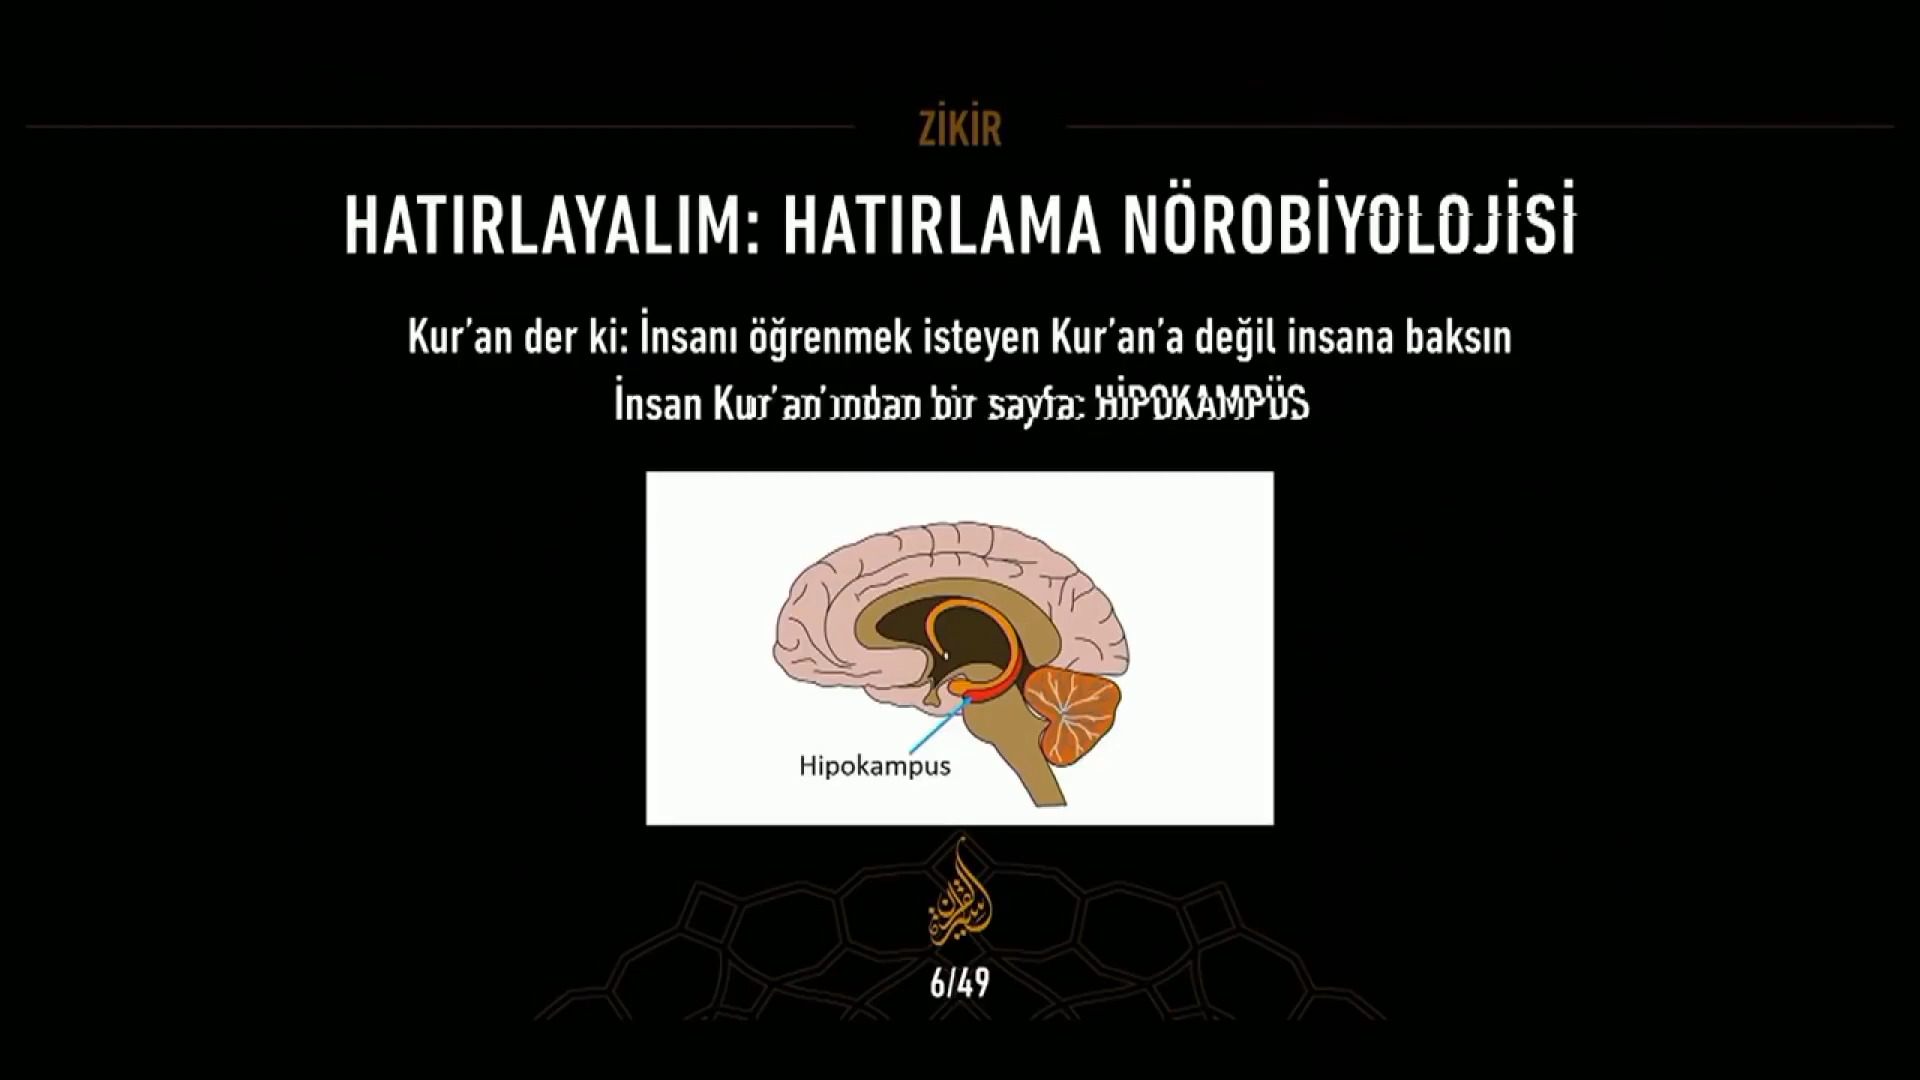 ZİKİR
HATIRLAYALIM: HATIRLAMA NÖROBİYOLOJİSİ
Kur’an der ki: İnsanı öğrenmek isteyen Kur’an’a değil insana baksın
İnsan Kur’an’ından bir sayfa: HİPOKAMPÜS
Hipokampus
6/49